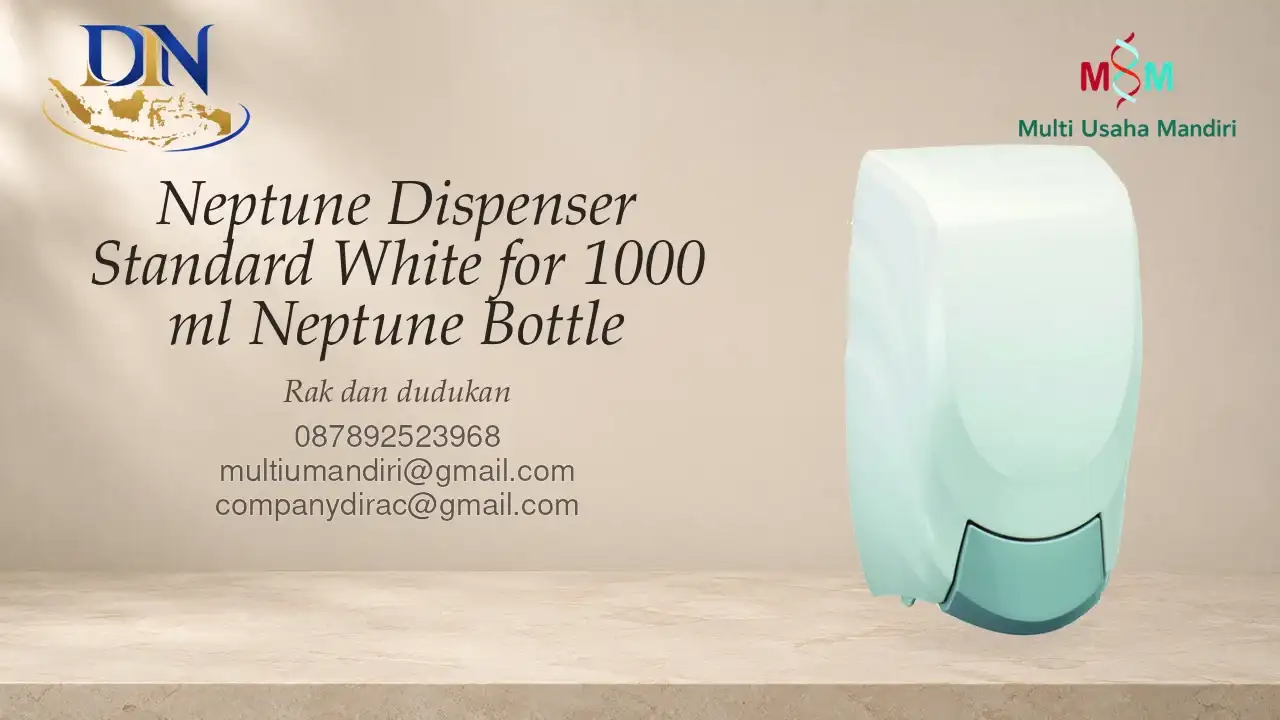 DIN
M M
Multi Usaha Mandiri
Neptune Dispenser
Standard White for 1000
ml Neptune Bottle
Rak dan dudukan
087892523968
multiumandiri@gmail.com
companydirac@gmail.com